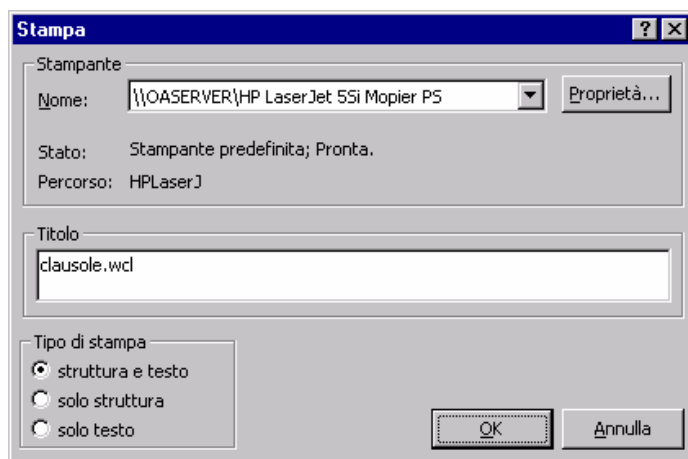 Stampa
Stampante
Nome: \\OASERVER\HP LaserJet 5Si Mopier PS Proprietà...
Stato: Stampante predefinita; Pronta.
Percorso: HPLaserJ
Titolo
clausole.wcl
Tipo di stampa
struttura e testo
solo struttura
solo testo
OK Annulla